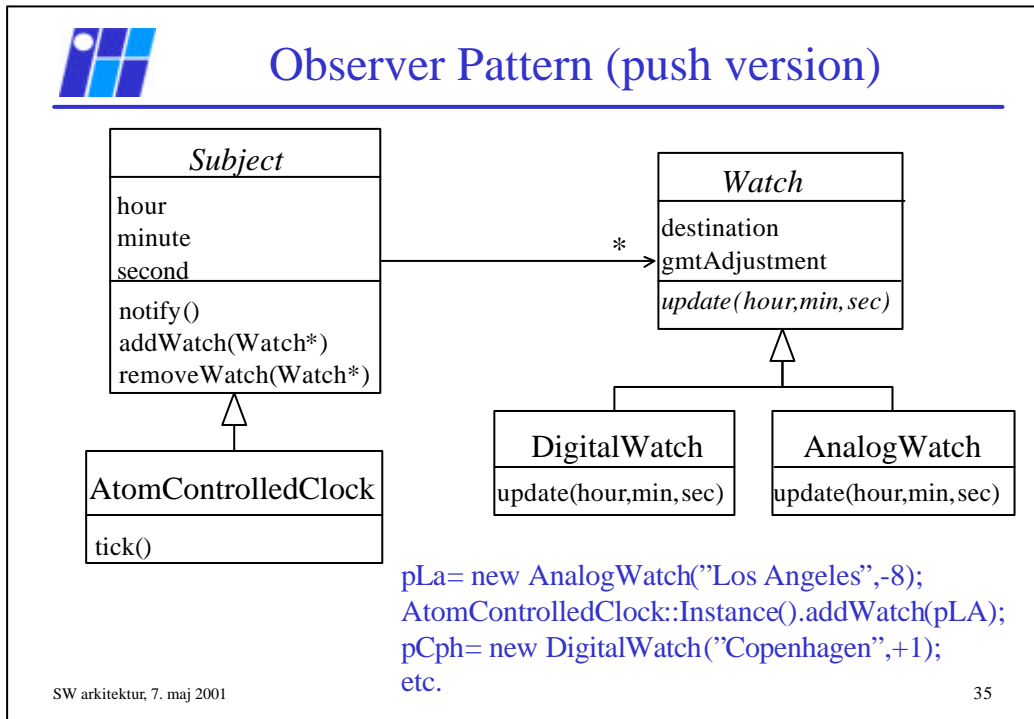 Observer Pattern (push version)
Subject
hour
minute
second
notify()
addWatch(Watch*)
removeWatch(Watch*)
*
Watch
destination
gmtAdjustment
update(hour,min,sec)
AtomControlledClock
tick()
DigitalWatch
update(hour,min,sec)
AnalogWatch
update(hour,min,sec)
pLa= new AnalogWatch(”Los Angeles”,-8);
AtomControlledClock::Instance().addWatch(pLA);
pCph= new DigitalWatch(”Copenhagen”,+1);
etc.
SW arkitektur, 7. maj 2001
35